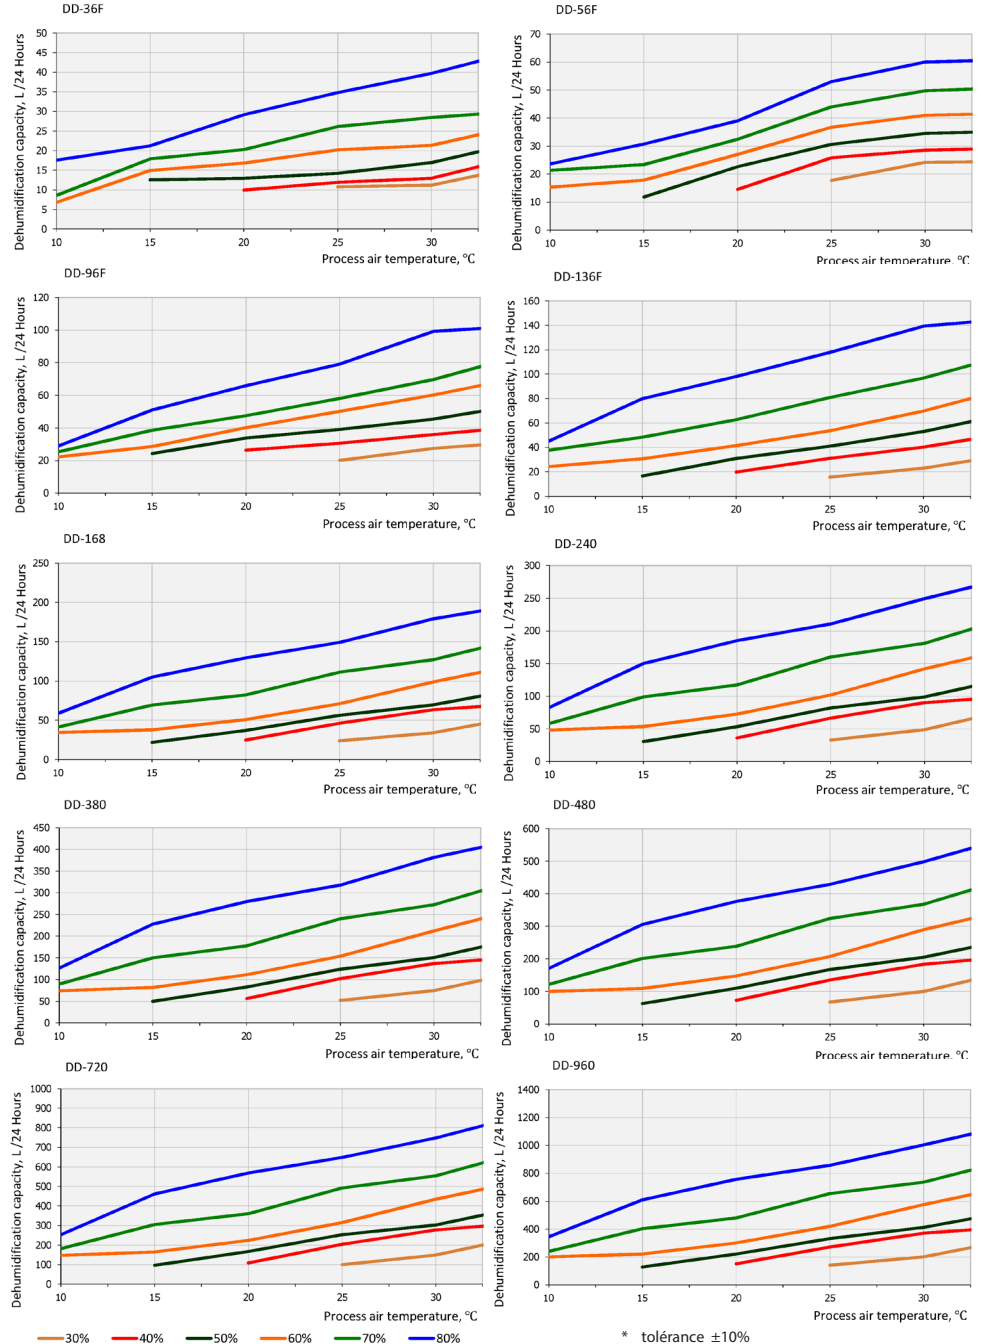 DD-36F
Dehumidification capacity, L /24 Hours
50
45
40
35
30
25
20
15
10
5
0
10 15 20 25 30
Process air temperature, °C
DD-56F
Dehumidification capacity, L /24 Hours
70
60
50
40
30
20
10
0
10 15 20 25 30
Process air temperature, °C
DD-96F
Dehumidification capacity, L /24 Hours
120
100
80
60
40
20
0
10 15 20 25 30
Process air temperature, °C
DD-136F
Dehumidification capacity, L /24 Hours
160
140
120
100
80
60
40
20
0
10 15 20 25 30
Process air temperature, °C
DD-168
Dehumidification capacity, L /24 Hours
250
200
150
100
50
0
10 15 20 25 30
Process air temperature, °C
DD-240
Dehumidification capacity, L /24 Hours
300
250
200
150
100
50
0
10 15 20 25 30
Process air temperature, °C
DD-380
Dehumidification capacity, L /24 Hours
450
400
350
300
250
200
150
100
50
0
10 15 20 25 30
Process air temperature, °C
DD-480
Dehumidification capacity, L /24 Hours
600
500
400
300
200
100
0
10 15 20 25 30
Process air temperature, °C
DD-720
Dehumidification capacity, L /24 Hours
1000
900
800
700
600
500
400
300
200
100
0
10 15 20 25 30
Process air temperature, °C
DD-960
Dehumidification capacity, L /24 Hours
1400
1200
1000
800
600
400
200
0
10 15 20 25 30
Process air temperature, °C
30% 40% 50% 60% 70% 80%
* tolérance ±10%